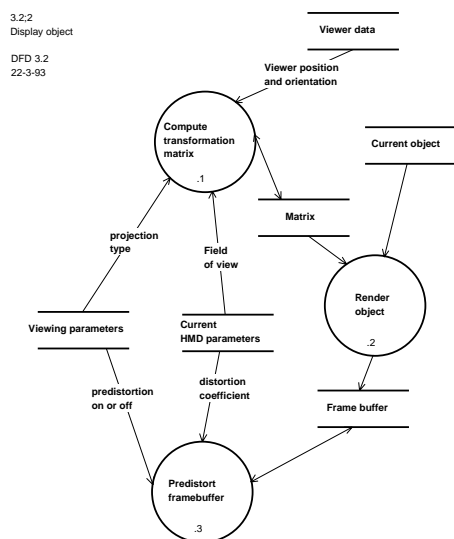 3.2;2
Display object
DFD 3.2
22-3-93
Viewer data
Viewer position
and orientation
Compute
transformation
matrix
.1
Current object
Matrix
projection
type
Field
of view
Render
object
.2
Viewing parameters
Current
HMD parameters
predistortion
on or off
distortion
coefficient
Frame buffer
Predistort
framebuffer
.3